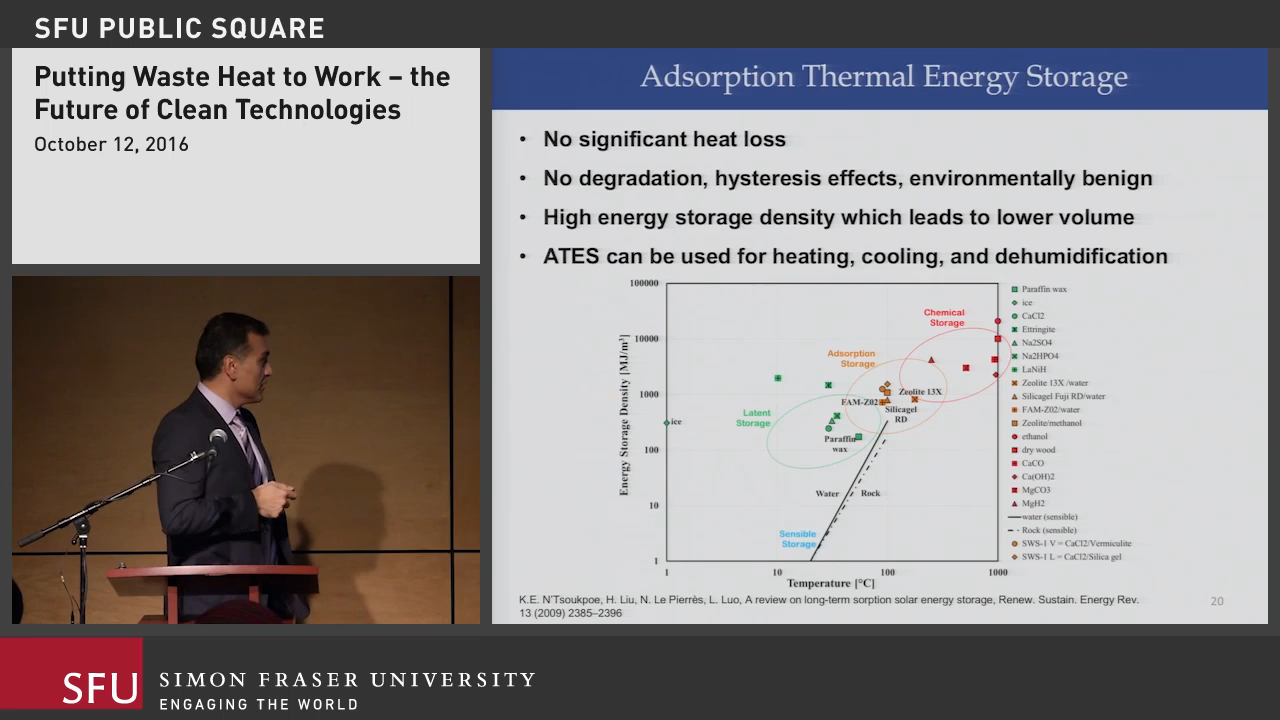 SFU PUBLIC SQUARE
Putting Waste Heat to Work – the
Future of Clean Technologies
October 12, 2016
Adsorption Thermal Energy Storage
• No significant heat loss
• No degradation, hysteresis effects, environmentally benign
• High energy storage density which leads to lower volume
• ATES can be used for heating, cooling, and dehumidification
Energy Storage Density [MJ/m³]
100000
10000
1000
100
10
1
1
10
100
1000
Temperature [°C]
Chemical
Storage
Adsorption
Storage
Latent
Storage
Sensible
Storage
ice
Zeolite 13X
FAM-Z02
Silicagel
RD
Paraffin
wax
Water
Rock
Paraffin wax
ice
CaCl2
Ettringite
Na2SO4
Na2HPO4
LaNiH
Zeolite 13X /water
Silicagel Fuji RD/water
FAM-Z02/water
Zeolite/methanol
ethanol
dry wood
CaCO
Ca(OH)2
MgCO3
MgH2
water (sensible)
Rock (sensible)
SWS-1 V = CaCl2/Vermiculite
SWS-1 L = CaCl2/Silica gel
K.E. N'Tsoukpoe, H. Liu, N. Le Pierrès, L. Luo, A review on long-term sorption solar energy storage, Renew. Sustain. Energy Rev.
13 (2009) 2385–2396
20
SFU
SIMON FRASER UNIVERSITY
ENGAGING THE WORLD